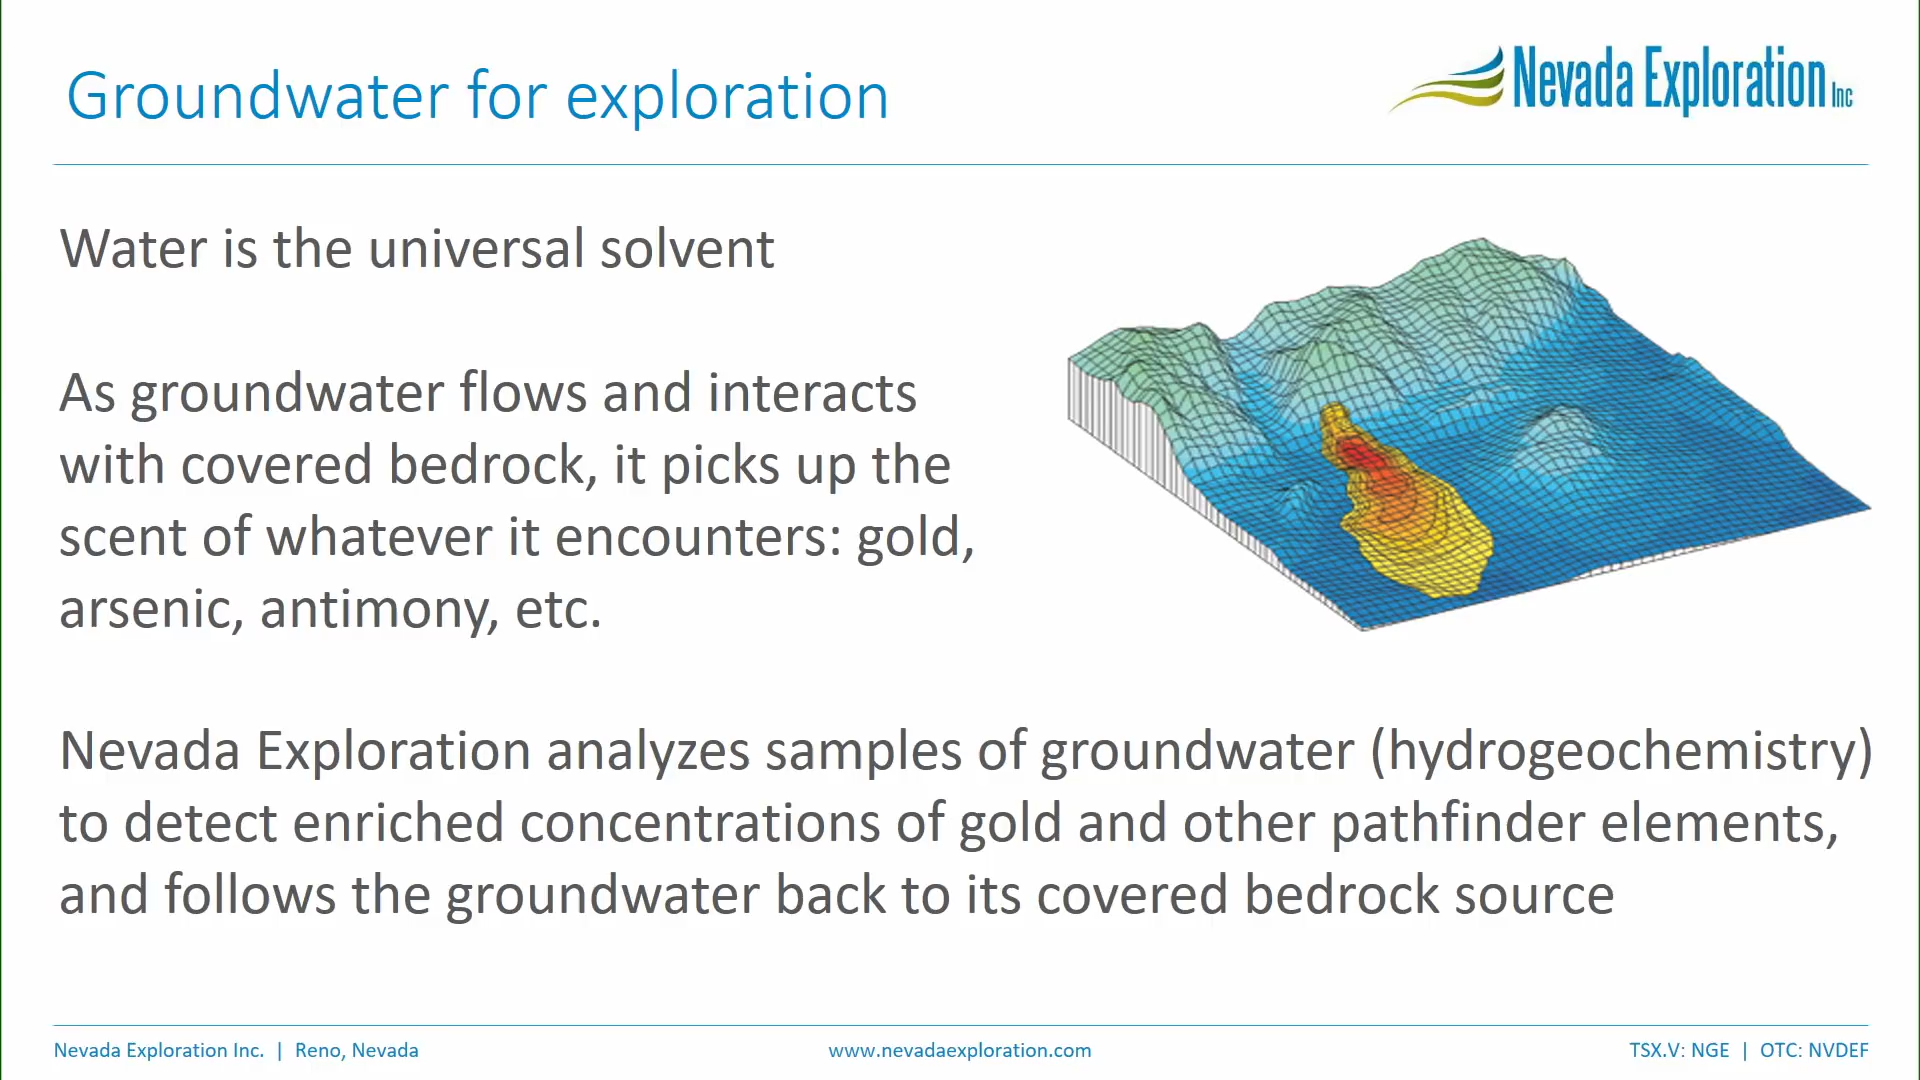 Groundwater for exploration
Nevada Exploration Inc
Water is the universal solvent
As groundwater flows and interacts
with covered bedrock, it picks up the
scent of whatever it encounters: gold,
arsenic, antimony, etc.
Nevada Exploration analyzes samples of groundwater (hydrogeochemistry)
to detect enriched concentrations of gold and other pathfinder elements,
and follows the groundwater back to its covered bedrock source
Nevada Exploration Inc. | Reno, Nevada
www.nevadaexploration.com
TSX.V: NGE | OTC: NVDEF